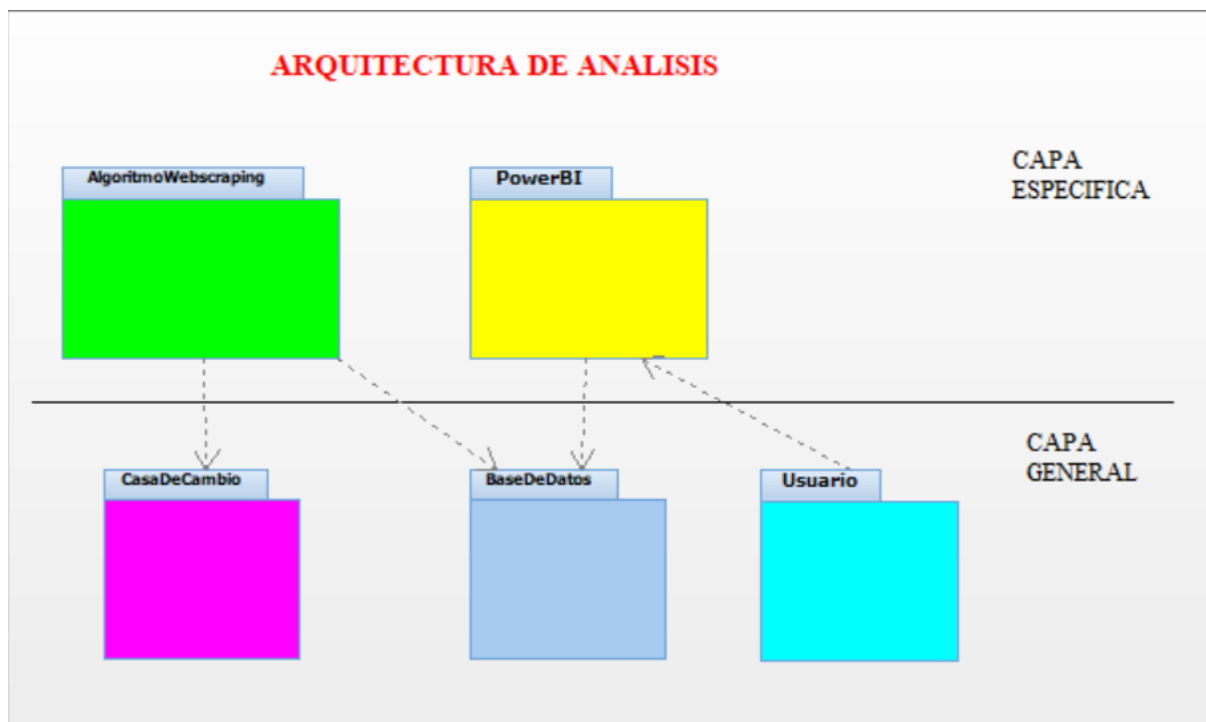 ARQUITECTURA DE ANALISIS
CAPA
ESPECIFICA
AlgoritmoWebscraping
PowerBI
CAPA
GENERAL
CasaDeCambio
BaseDeDatos
Usuario